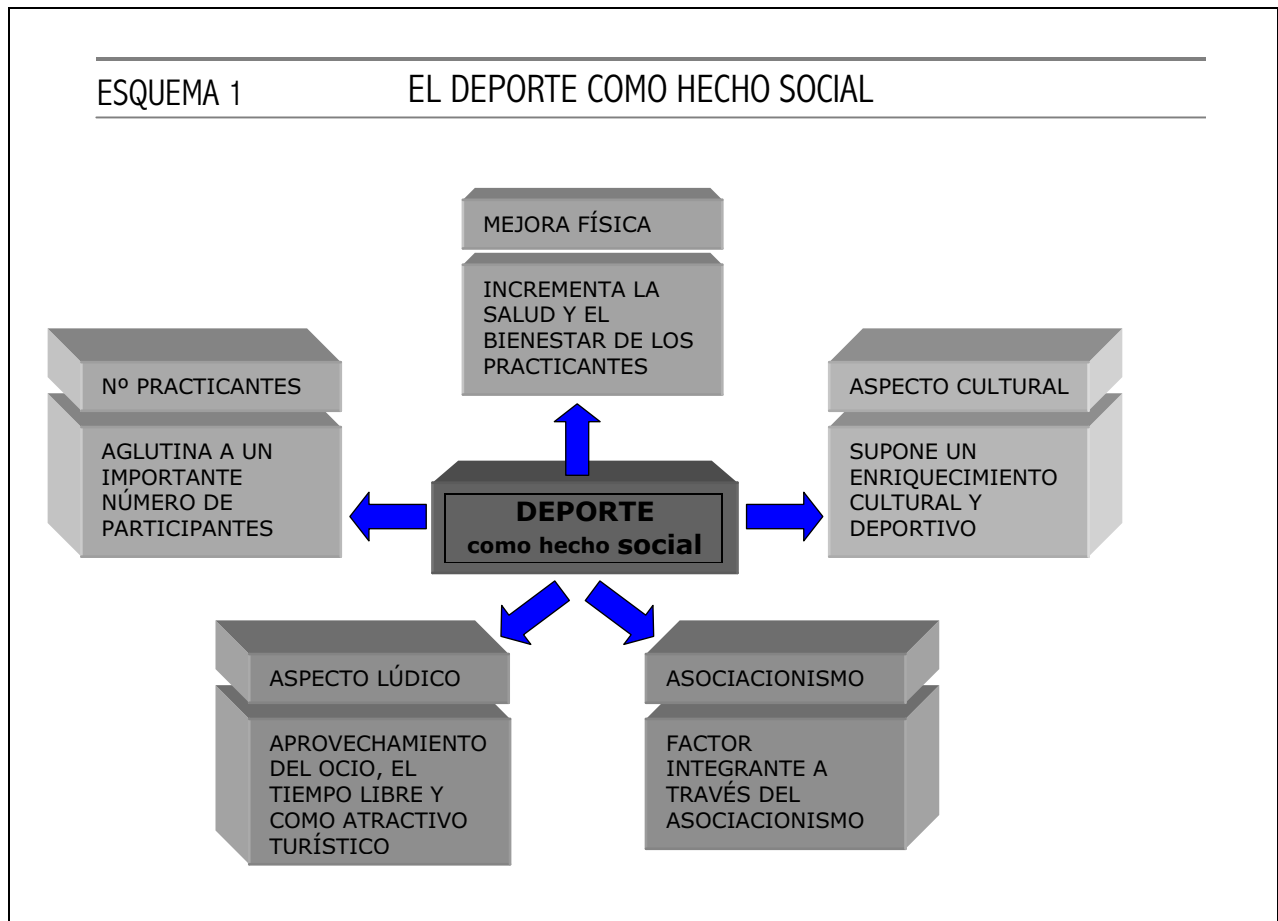 ESQUEMA 1 EL DEPORTE COMO HECHO SOCIAL
MEJORA FÍSICA
INCREMENTA LA
SALUD Y EL
BIENESTAR DE LOS
PRACTICANTES
Nº PRACTICANTES
AGLUTINA A UN
IMPORTANTE
NÚMERO DE
PARTICIPANTES
ASPECTO CULTURAL
SUPONE UN
ENRIQUECIMIENTO
CULTURAL Y
DEPORTIVO
DEPORTE
como hecho social
ASPECTO LÚDICO
APROVECHAMIENTO
DEL OCIO, EL
TIEMPO LIBRE Y
COMO ATRACTIVO
TURÍSTICO
ASOCIACIONISMO
FACTOR
INTEGRANTE A
TRAVÉS DEL
ASOCIACIONISMO